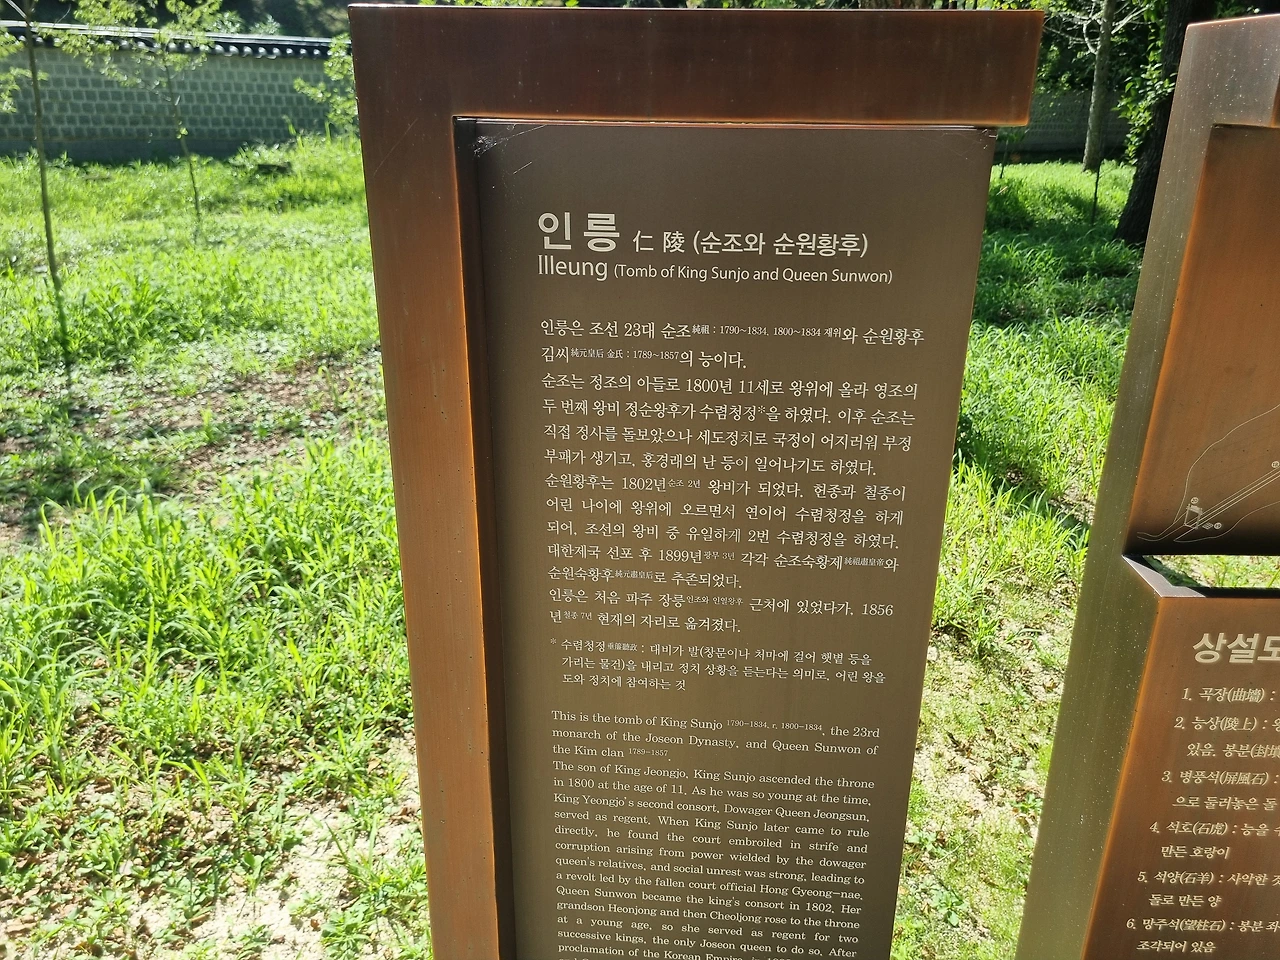 인릉 仁陵 (순조와 순원황후)
Illeung (Tomb of King Sunjo and Queen Sunwon)
인릉은 조선 23대 순조純祖 : 1790~1834, 1800~1834 재위와 순원황후
김씨純元皇后 金氏 : 1789~1857의 능이다.
순조는 정조의 아들로 1800년 11세로 왕위에 올라 영조의
두 번째 왕비 정순왕후가 수렴청정*을 하였다. 이후 순조는
직접 정사를 돌보았으나 세도정치로 국정이 어지러워 부정
부패가 생기고, 홍경래의 난 등이 일어나기도 하였다.
순원황후는 1802년순조 2년 왕비가 되었다. 헌종과 철종이
어린 나이에 왕위에 오르면서 연이어 수렴청정을 하게
되어, 조선의 왕비 중 유일하게 2번 수렴청정을 하였다.
대한제국 선포 후 1899년광무 3년 각각 순조숙황제純祖肅皇帝와
순원숙황후純元肅皇后로 추존되었다.
인릉은 처음 파주 장릉인조와 인열왕후 근처에 있었다가, 1856
년철종 7년 현재의 자리로 옮겨졌다.
* 수렴청정垂簾聽政 : 대비가 발(창문이나 처마에 걸어 햇볕 등을
가리는 물건)을 내리고 정치 상황을 듣는다는 의미로, 어린 왕을
도와 정치에 참여하는 것
This is the tomb of King Sunjo 1790-1834, r. 1800-1834, the 23rd
monarch of the Joseon Dynasty, and Queen Sunwon of
the Kim clan 1789-1857.
The son of King Jeongjo, King Sunjo ascended the throne
in 1800 at the age of 11. As he was so young at the time,
King Yeongjo's second consort, Dowager Queen Jeongsun,
served as regent. When King Sunjo later came to rule
directly, he found the court embroiled in strife and
corruption arising from power wielded by the dowager
queen's relatives, and social unrest was strong, leading to
a revolt led by the fallen court official Hong Gyeong-nae.
Queen Sunwon became the king's consort in 1802. Her
grandson Heonjong and then Cheoljong rose to the throne
at a young age, so she served as regent for two
successive kings, the only Joseon queen to do so. After
proclamation of the Korean Empire, in
상설도
1. 곡장(曲墻) :
2. 능상(陵上) :
있음. 봉분(封墳
3. 병풍석(屛風石) :
으로 둘러놓은 돌
4. 석호(石虎) : 능을
만든 호랑이
5. 석양(石羊) : 사악한
돌로 만든 양
6. 망주석(望柱石) : 봉분 좌
조각되어 있음